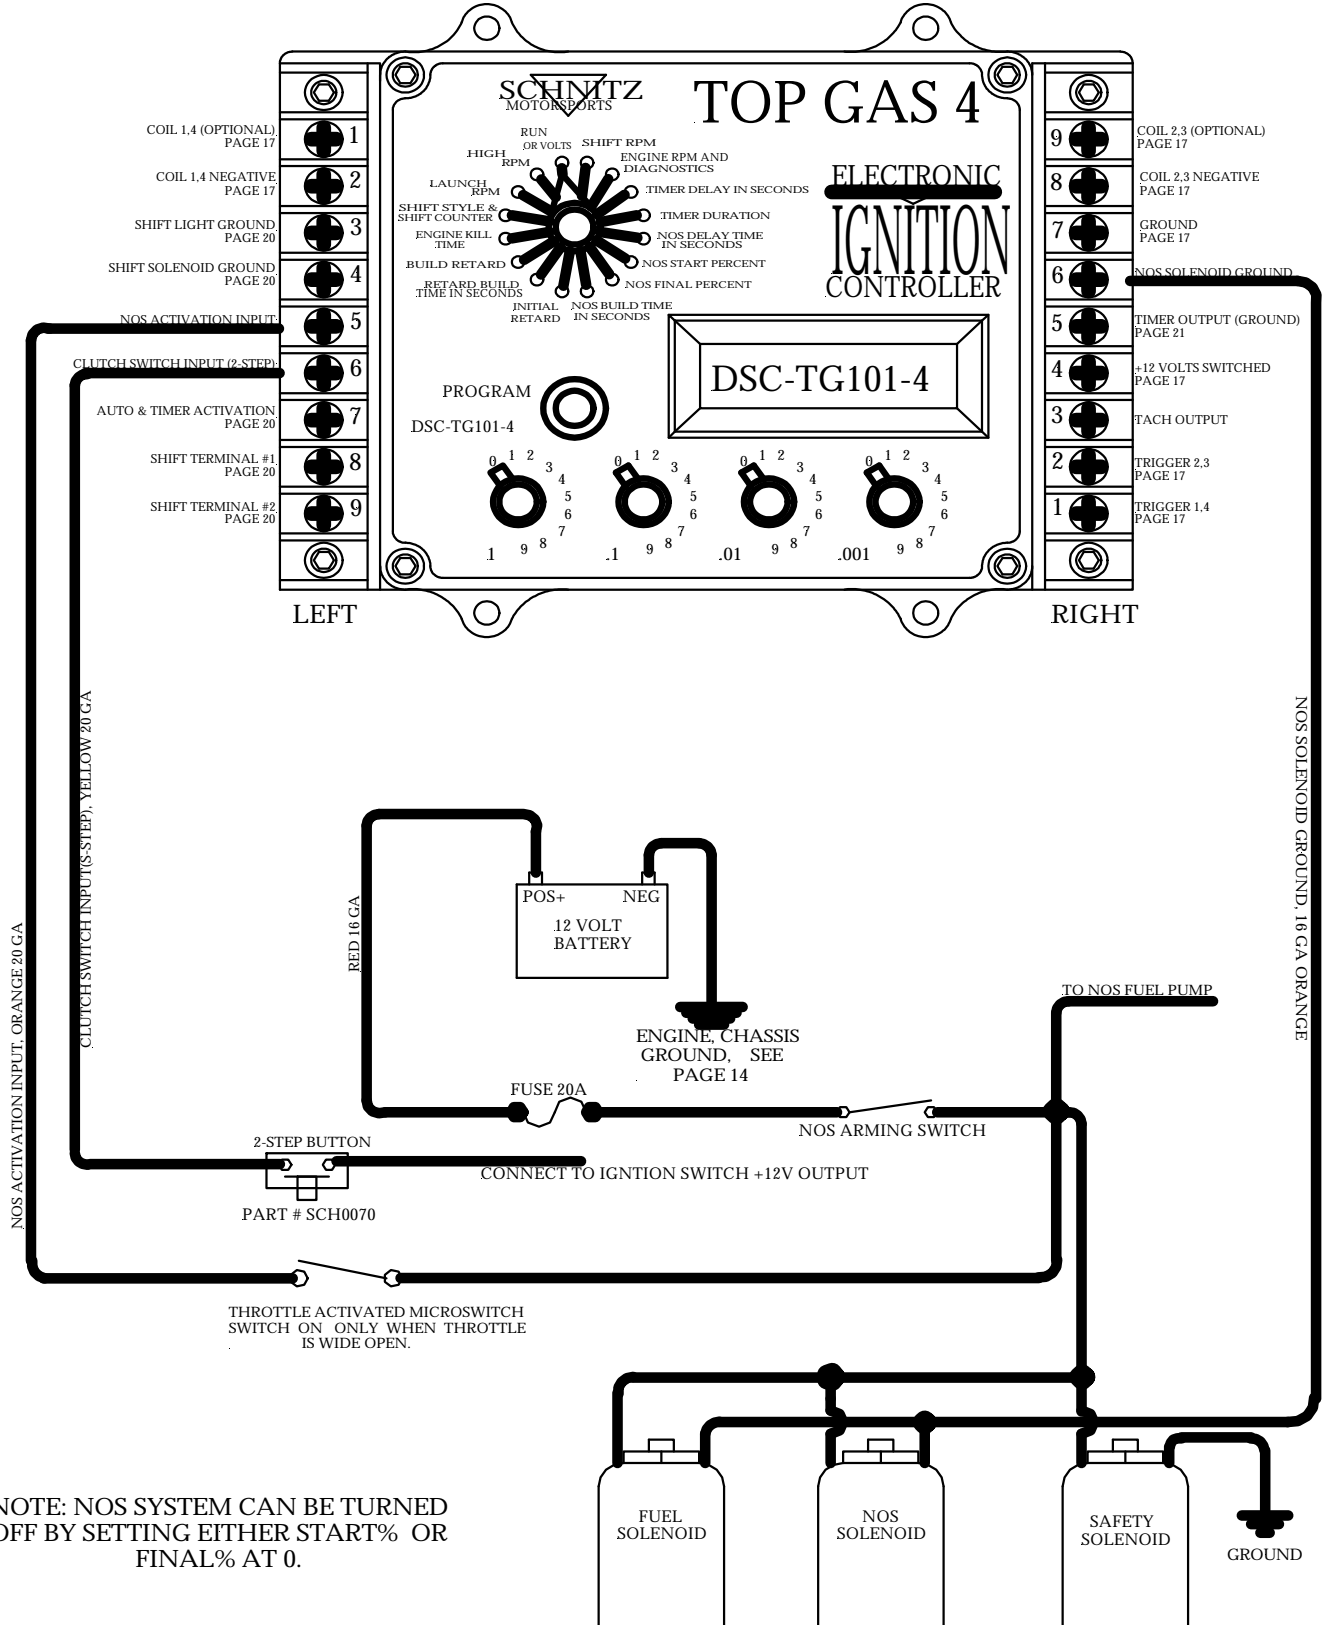 SCHNITZ
MOTORSPORTS
TOP GAS 4
ELECTRONIC
IGNITION
CONTROLLER
RUN
OR VOLTS
SHIFT RPM
HIGH
RPM
ENGINE RPM AND
DIAGNOSTICS
LAUNCH
RPM
TIMER DELAY IN SECONDS
SHIFT STYLE &
SHIFT COUNTER
TIMER DURATION
ENGINE KILL
TIME
NOS DELAY TIME
IN SECONDS
BUILD RETARD
NOS START PERCENT
RETARD BUILD
TIME IN SECONDS
NOS FINAL PERCENT
INITIAL
RETARD
NOS BUILD TIME
IN SECONDS
PROGRAM
DSC-TG101-4
DSC-TG101-4
0 1 2 3 4 5 6 7 8 9
.1
0 1 2 3 4 5 6 7 8 9
.1
0 1 2 3 4 5 6 7 8 9
.01
0 1 2 3 4 5 6 7 8 9
.001
COIL 1,4 (OPTIONAL)
PAGE 17
1
COIL 1,4 NEGATIVE
PAGE 17
2
SHIFT LIGHT GROUND
PAGE 20
3
SHIFT SOLENOID GROUND
PAGE 20
4
NOS ACTIVATION INPUT
5
CLUTCH SWITCH INPUT (2-STEP)
6
AUTO & TIMER ACTIVATION
PAGE 20
7
SHIFT TERMINAL #1
PAGE 20
8
SHIFT TERMINAL #2
PAGE 20
9
LEFT
9
COIL 2,3 (OPTIONAL)
PAGE 17
8
COIL 2,3 NEGATIVE
PAGE 17
7
GROUND
PAGE 17
6
NOS SOLENOID GROUND
5
TIMER OUTPUT (GROUND)
PAGE 21
4
+12 VOLTS SWITCHED
PAGE 17
3
TACH OUTPUT
2
TRIGGER 2,3
PAGE 17
1
TRIGGER 1,4
PAGE 17
RIGHT
NOS ACTIVATION INPUT, ORANGE 20 GA
CLUTCH SWITCH INPUT(S-STEP), YELLOW 20 GA
RED 16 GA
NOS SOLENOID GROUND, 16 GA ORANGE
POS+
NEG
12 VOLT
BATTERY
ENGINE, CHASSIS
GROUND, SEE
PAGE 14
TO NOS FUEL PUMP
FUSE 20A
NOS ARMING SWITCH
2-STEP BUTTON
CONNECT TO IGNTION SWITCH +12V OUTPUT
PART # SCH0070
THROTTLE ACTIVATED MICROSWITCH
SWITCH ON ONLY WHEN THROTTLE
IS WIDE OPEN.
FUEL
SOLENOID
NOS
SOLENOID
SAFETY
SOLENOID
GROUND
NOTE: NOS SYSTEM CAN BE TURNED
OFF BY SETTING EITHER START% OR
FINAL% AT 0.